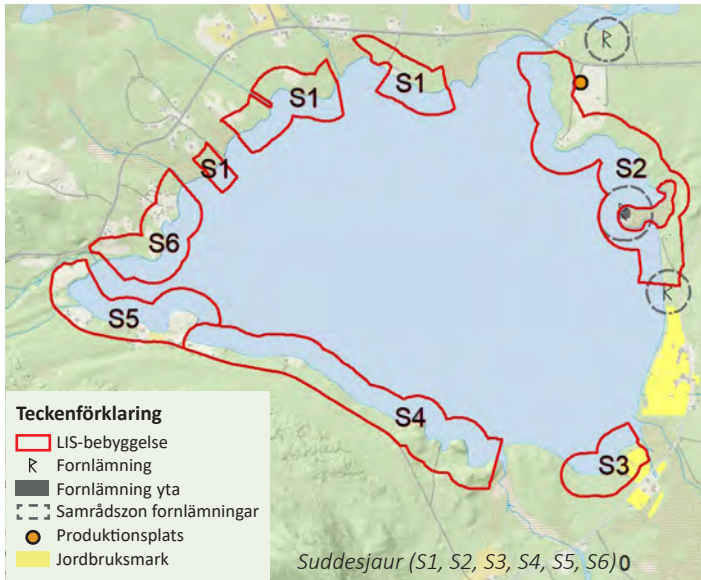 S1
S1
S1
S2
S6
S5
S4
S3
Teckenförklaring
LIS-bebyggelse
Fornlämning
Fornlämning yta
Samrådszon fornlämningar
Produktionsplats
Jordbruksmark
Suddesjaur (S1, S2, S3, S4, S5, S6) 0